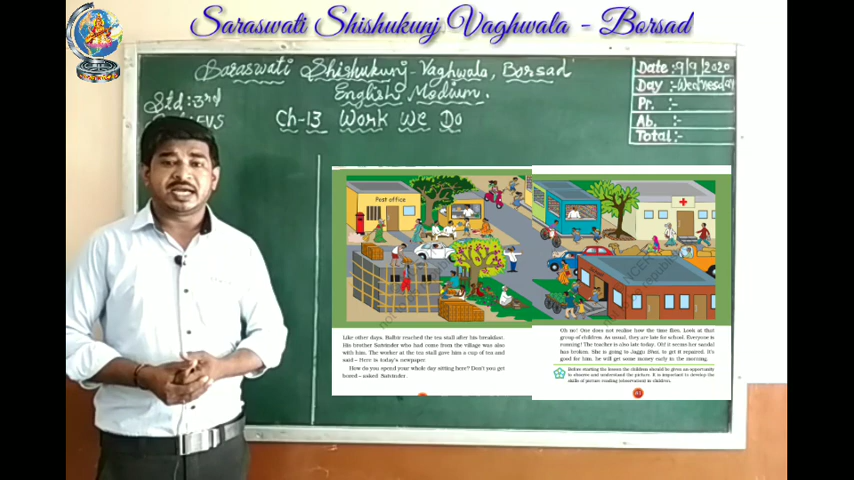 Saraswati Shishukunj Vaghwala - Borsad
Saraswati Shishukunj - Vaghwala, Borsad
English Medium.
Std : 3rd
EVS
Ch-13 Work We Do
Date :- 9/9/2020
Day :- Wednesday
Pr. :-
Ab. :-
Total :-
Post office
Like other days, Balbir reached the tea stall after his breakfast.
His brother Satvinder who had come from the village was also
with him. The worker at the tea stall gave him a cup of tea and
said – Here is today's newspaper.
How do you spend your whole day sitting here? Don't you get
bored – asked Satvinder.
Oh no! One does not realise how the time flies. Look at that
group of children. As usual, they are late for school. Everyone is
running! The teacher is also late today. Oh! it seems her sandal
has broken. She is going to Jaggu Bhai, to get it repaired. It's
good for him, he will get some money early in the morning.
Before starting the lesson the children should be given an opportunity
to observe and understand the picture. It is important to develop the
skills of picture reading (observation) in children.